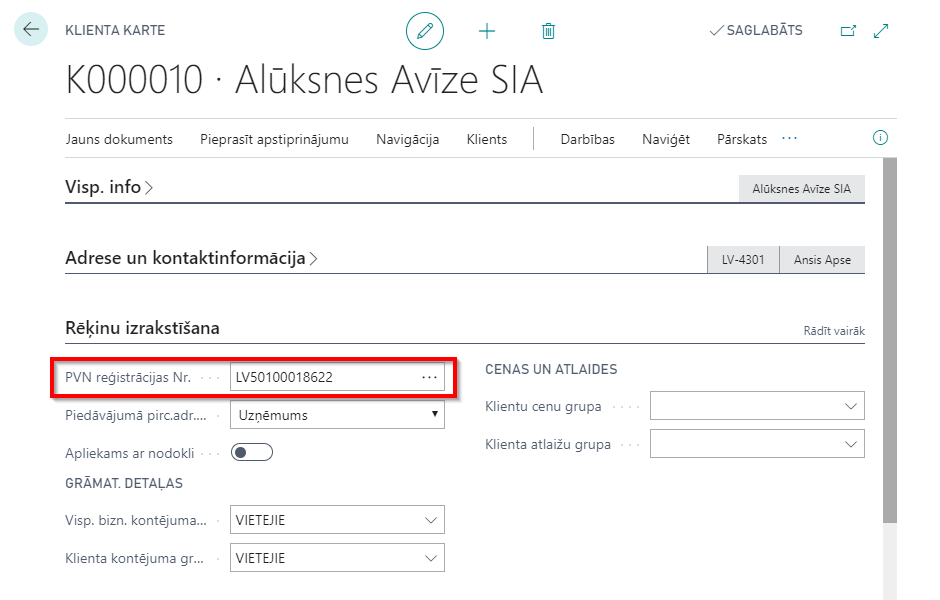 KLIENTA KARTE
SAGLABĀTS
K000010 · Alūksnes Avīze SIA
Jauns dokuments Pieprasīt apstiprinājumu Navigācija Klients Darbības Naviģēt Pārskats ···
Visp. info
Alūksnes Avīze SIA
Adrese un kontaktinformācija
LV-4301 Ansis Apse
Rēķinu izrakstīšana
Rādīt vairāk
PVN reģistrācijas Nr. LV50100018622 ···
Piedāvājumā pirc.adr.... Uzņēmums
Apliekams ar nodokli
GRĀMAT. DETAĻAS
Visp. bizn. kontējuma... VIETEJIE
Klienta kontējuma gr... VIETEJIE
CENAS UN ATLAIDES
Klientu cenu grupa
Klienta atlaižu grupa